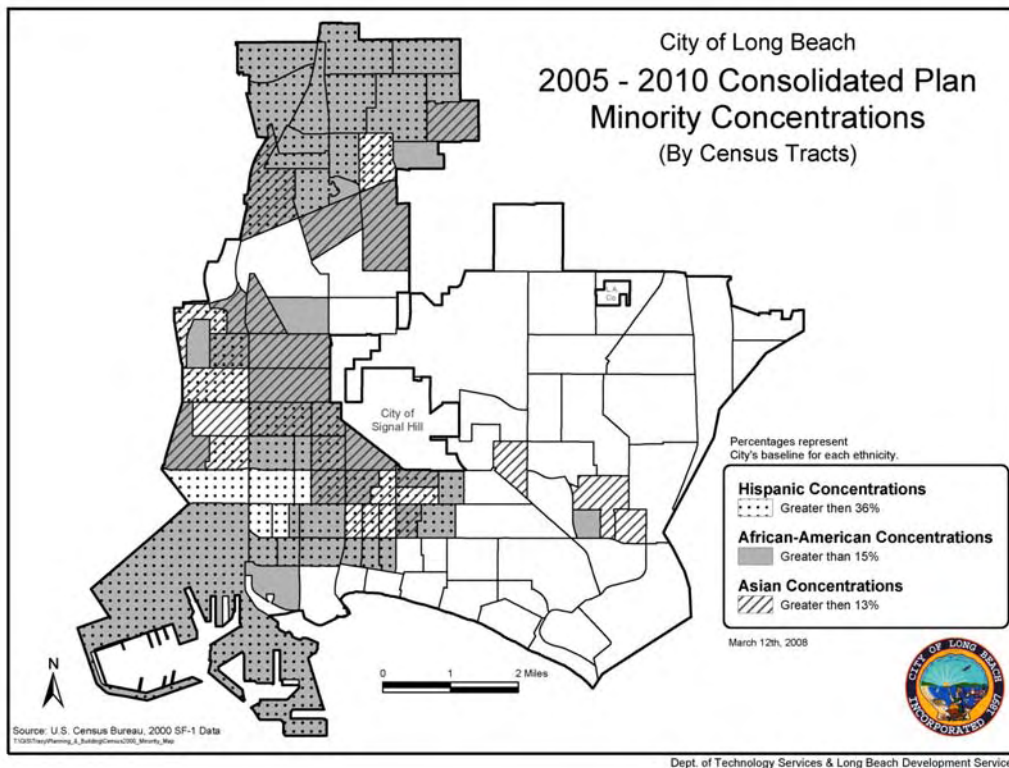 City of Long Beach
2005 - 2010 Consolidated Plan
Minority Concentrations
(By Census Tracts)
L.A.
Co.
City of
Signal Hill
Percentages represent
City's baseline for each ethnicity.
Hispanic Concentrations
Greater then 36%
African-American Concentrations
Greater than 15%
Asian Concentrations
Greater then 13%
March 12th, 2008
N
0 1 2 Miles
CITY OF LONG BEACH
INCORPORATED 1897
Source: U.S. Census Bureau, 2000 SF-1 Data
Dept. of Technology Services & Long Beach Development Service